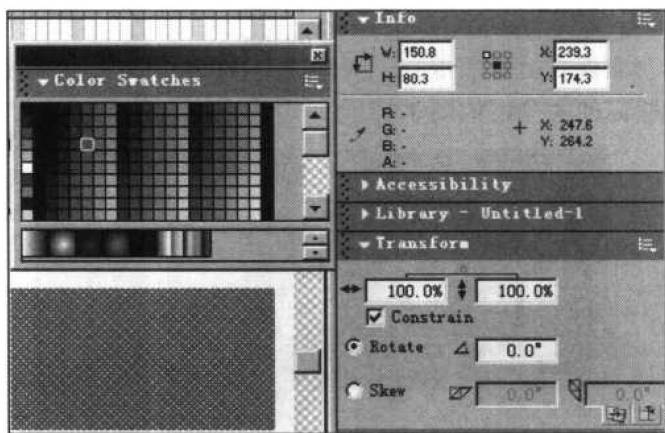 Info
W: 150.8 X: 239.3
H: 80.3 Y: 174.3
Color Swatches
R: -
G: - X: 247.6
B: - Y: 264.2
A: -
Accessibility
Library - Untitled-1
Transform
100.0% 100.0%
Constrain
Rotate 0.0°
Skew 0.0° 0.0°